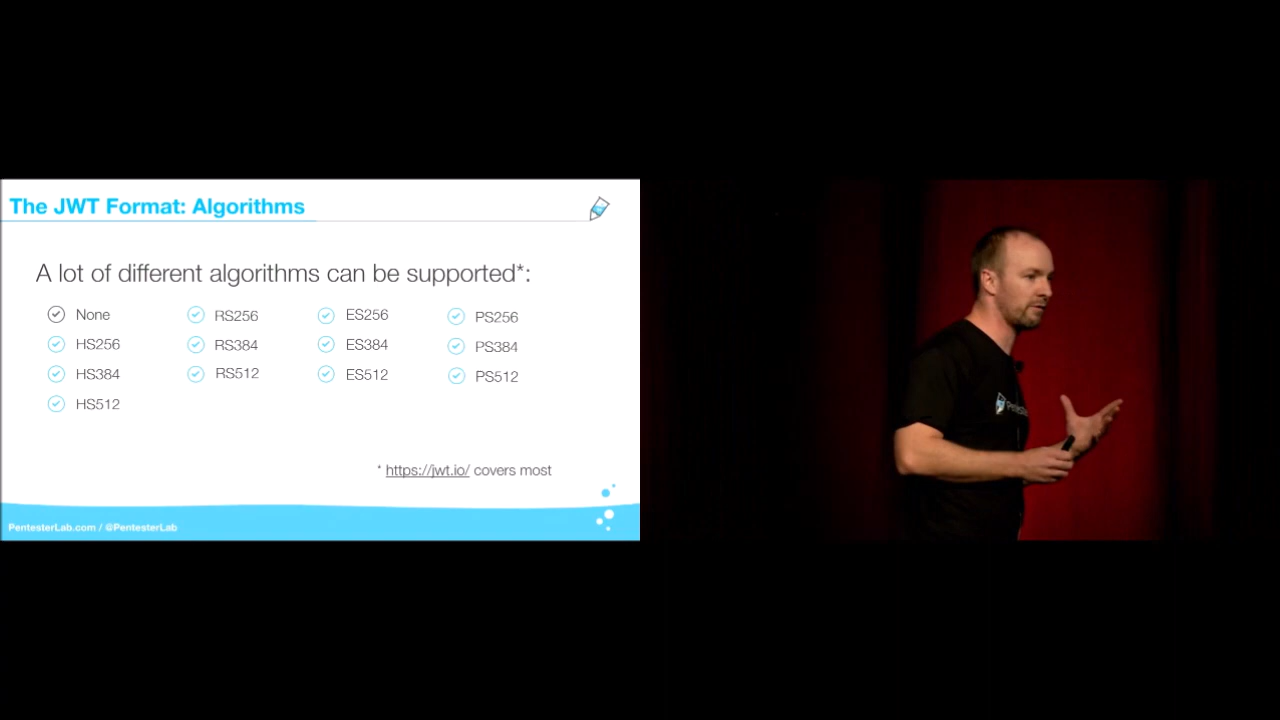 The JWT Format: Algorithms
A lot of different algorithms can be supported*:
None
HS256
HS384
HS512
RS256
RS384
RS512
ES256
ES384
ES512
PS256
PS384
PS512
* https://jwt.io/ covers most
PentesterLab.com / @PentesterLab